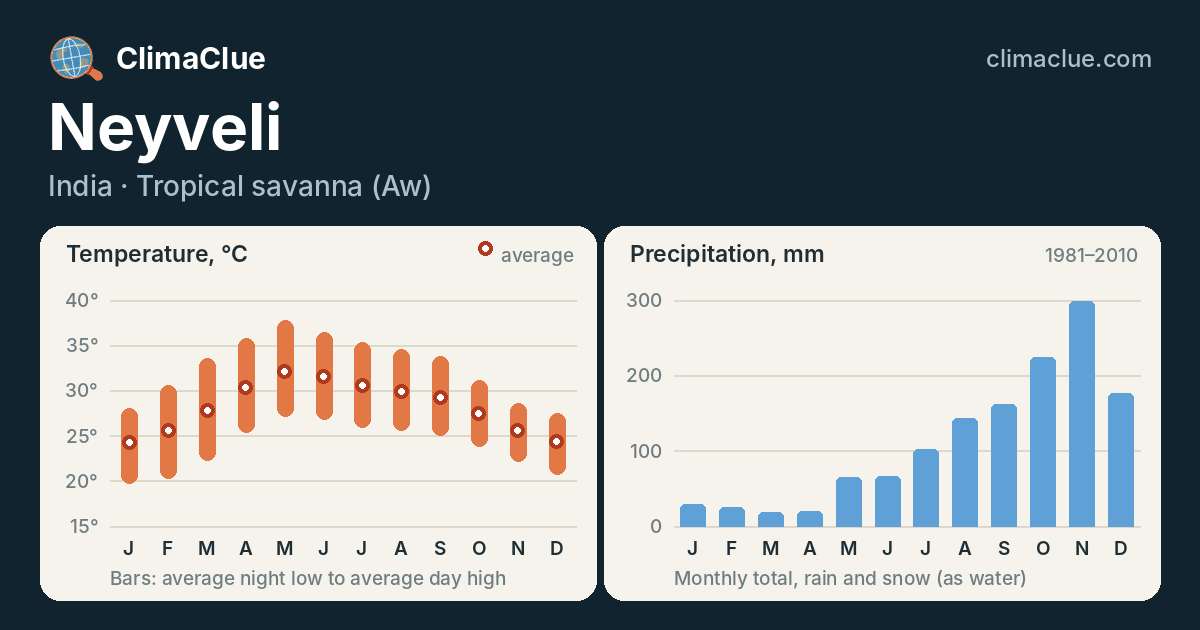 ClimaClue
climaclue.com
Neyveli
India · Tropical savanna (Aw)
Temperature, °C
average
40°
35°
30°
25°
20°
15°
J F M A M J J A S O N D
Bars: average night low to average day high
Precipitation, mm
1981–2010
300
200
100
0
J F M A M J J A S O N D
Monthly total, rain and snow (as water)